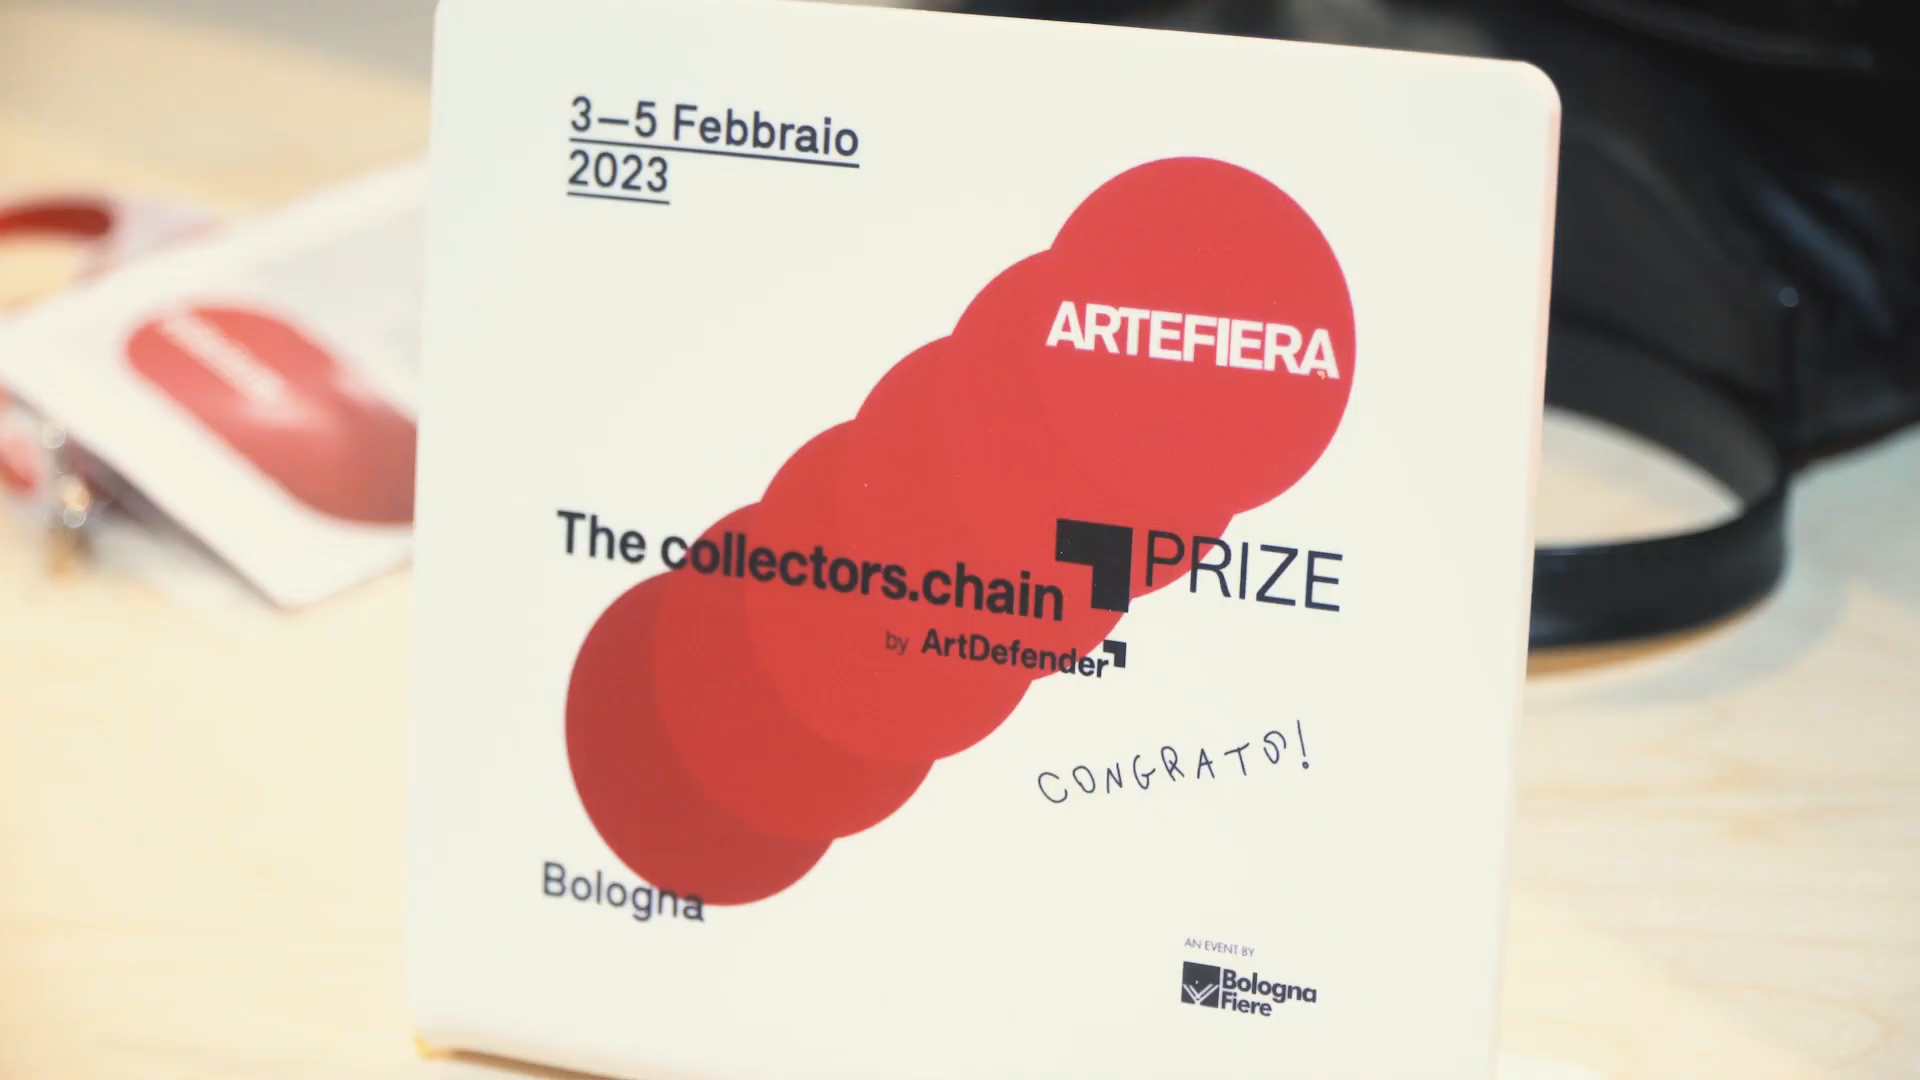 3—5 Febbraio
2023
ARTEFIERA
The collectors.chain PRIZE
by ArtDefender
CONGRATS!
Bologna
AN EVENT BY
Bologna
Fiere